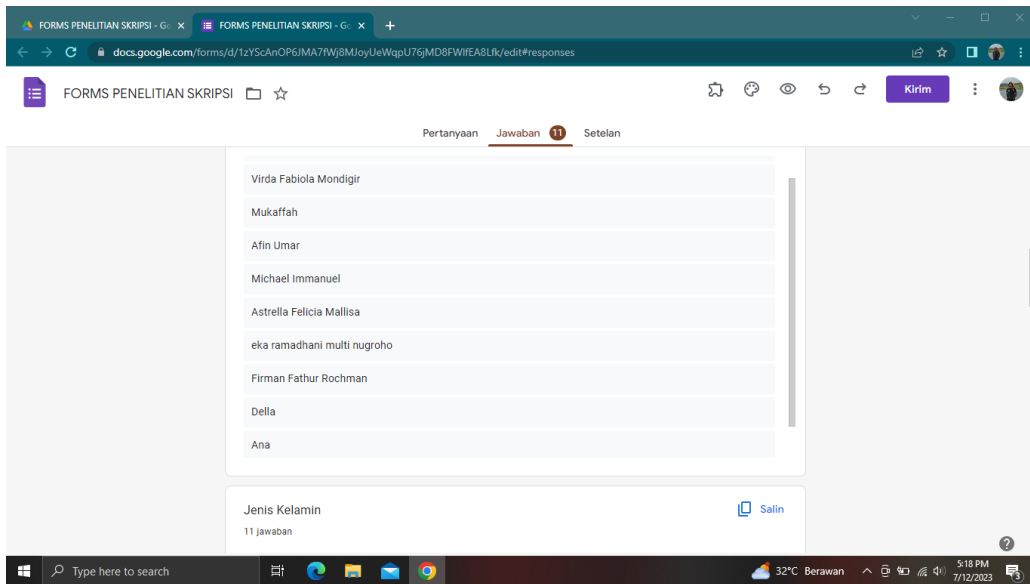 FORMS PENELITIAN SKRIPSI - Go
FORMS PENELITIAN SKRIPSI - Go
docs.google.com/forms/d/1zYScAnOP6JMA7fWj8MJoyUeWqpU76jMD8FWlfEA8Lfk/edit#responses
FORMS PENELITIAN SKRIPSI
Kirim
Pertanyaan Jawaban 11 Setelan
Virda Fabiola Mondigir
Mukaffah
Afin Umar
Michael Immanuel
Astrella Felicia Mallisa
eka ramadhani multi nugroho
Firman Fathur Rochman
Della
Ana
Jenis Kelamin
Salin
11 jawaban
Type here to search
32°C Berawan
5:18 PM
7/12/2023